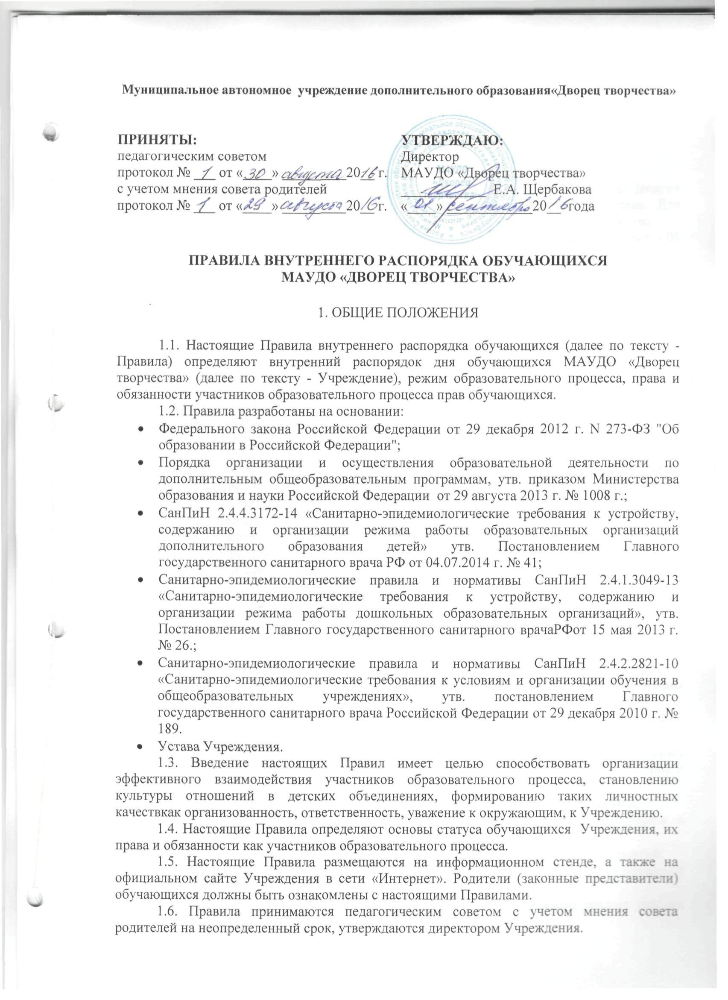 Муниципальное автономное  учреждение дополнительного образования«Дворец творчества»
ПРИНЯТЫ:
педагогическим советом
протокол № 1 от «30» августа 2016 г.
с учетом мнения совета родителей
протокол № 1 от «29» августа 2016 г.
УТВЕРЖДАЮ:
Директор
МАУДО «Дворец творчества»
Е.А. Щербакова
«01» сентября 2016 года
ПРАВИЛА ВНУТРЕННЕГО РАСПОРЯДКА ОБУЧАЮЩИХСЯ
МАУДО «ДВОРЕЦ ТВОРЧЕСТВА»
1. ОБЩИЕ ПОЛОЖЕНИЯ
1.1. Настоящие Правила внутреннего распорядка обучающихся (далее по тексту -
Правила) определяют внутренний распорядок дня обучающихся МАУДО «Дворец
творчества» (далее по тексту - Учреждение), режим образовательного процесса, права и
обязанности участников образовательного процесса прав обучающихся.
1.2. Правила разработаны на основании:
• Федерального закона Российской Федерации от 29 декабря 2012 г. N 273-ФЗ "Об
образовании в Российской Федерации";
• Порядка организации и осуществления образовательной деятельности по
дополнительным общеобразовательным программам, утв. приказом Министерства
образования и науки Российской Федерации  от 29 августа 2013 г. № 1008 г.;
• СанПиН 2.4.4.3172-14 «Санитарно-эпидемиологические требования к устройству,
содержанию и организации режима работы образовательных организаций
дополнительного образования детей» утв. Постановлением Главного
государственного санитарного врача РФ от 04.07.2014 г. № 41;
• Санитарно-эпидемиологические правила и нормативы СанПиН 2.4.1.3049-13
«Санитарно-эпидемиологические требования к устройству, содержанию и
организации режима работы дошкольных образовательных организаций», утв.
Постановлением Главного государственного санитарного врачаРФот 15 мая 2013 г.
№ 26.;
• Санитарно-эпидемиологические правила и нормативы СанПиН 2.4.2.2821-10
«Санитарно-эпидемиологические требования к условиям и организации обучения в
общеобразовательных учреждениях», утв. постановлением Главного
государственного санитарного врача Российской Федерации от 29 декабря 2010 г. №
189.
• Устава Учреждения.
1.3. Введение настоящих Правил имеет целью способствовать организации
эффективного взаимодействия участников образовательного процесса, становлению
культуры отношений в детских объединениях, формированию таких личностных
качествкак организованность, ответственность, уважение к окружающим, к Учреждению.
1.4. Настоящие Правила определяют основы статуса обучающихся  Учреждения, их
права и обязанности как участников образовательного процесса.
1.5. Настоящие Правила размещаются на информационном стенде, а также на
официальном сайте Учреждения в сети «Интернет». Родители (законные представители)
обучающихся должны быть ознакомлены с настоящими Правилами.
1.6. Правила принимаются педагогическим советом с учетом мнения совета
родителей на неопределенный срок, утверждаются директором Учреждения.